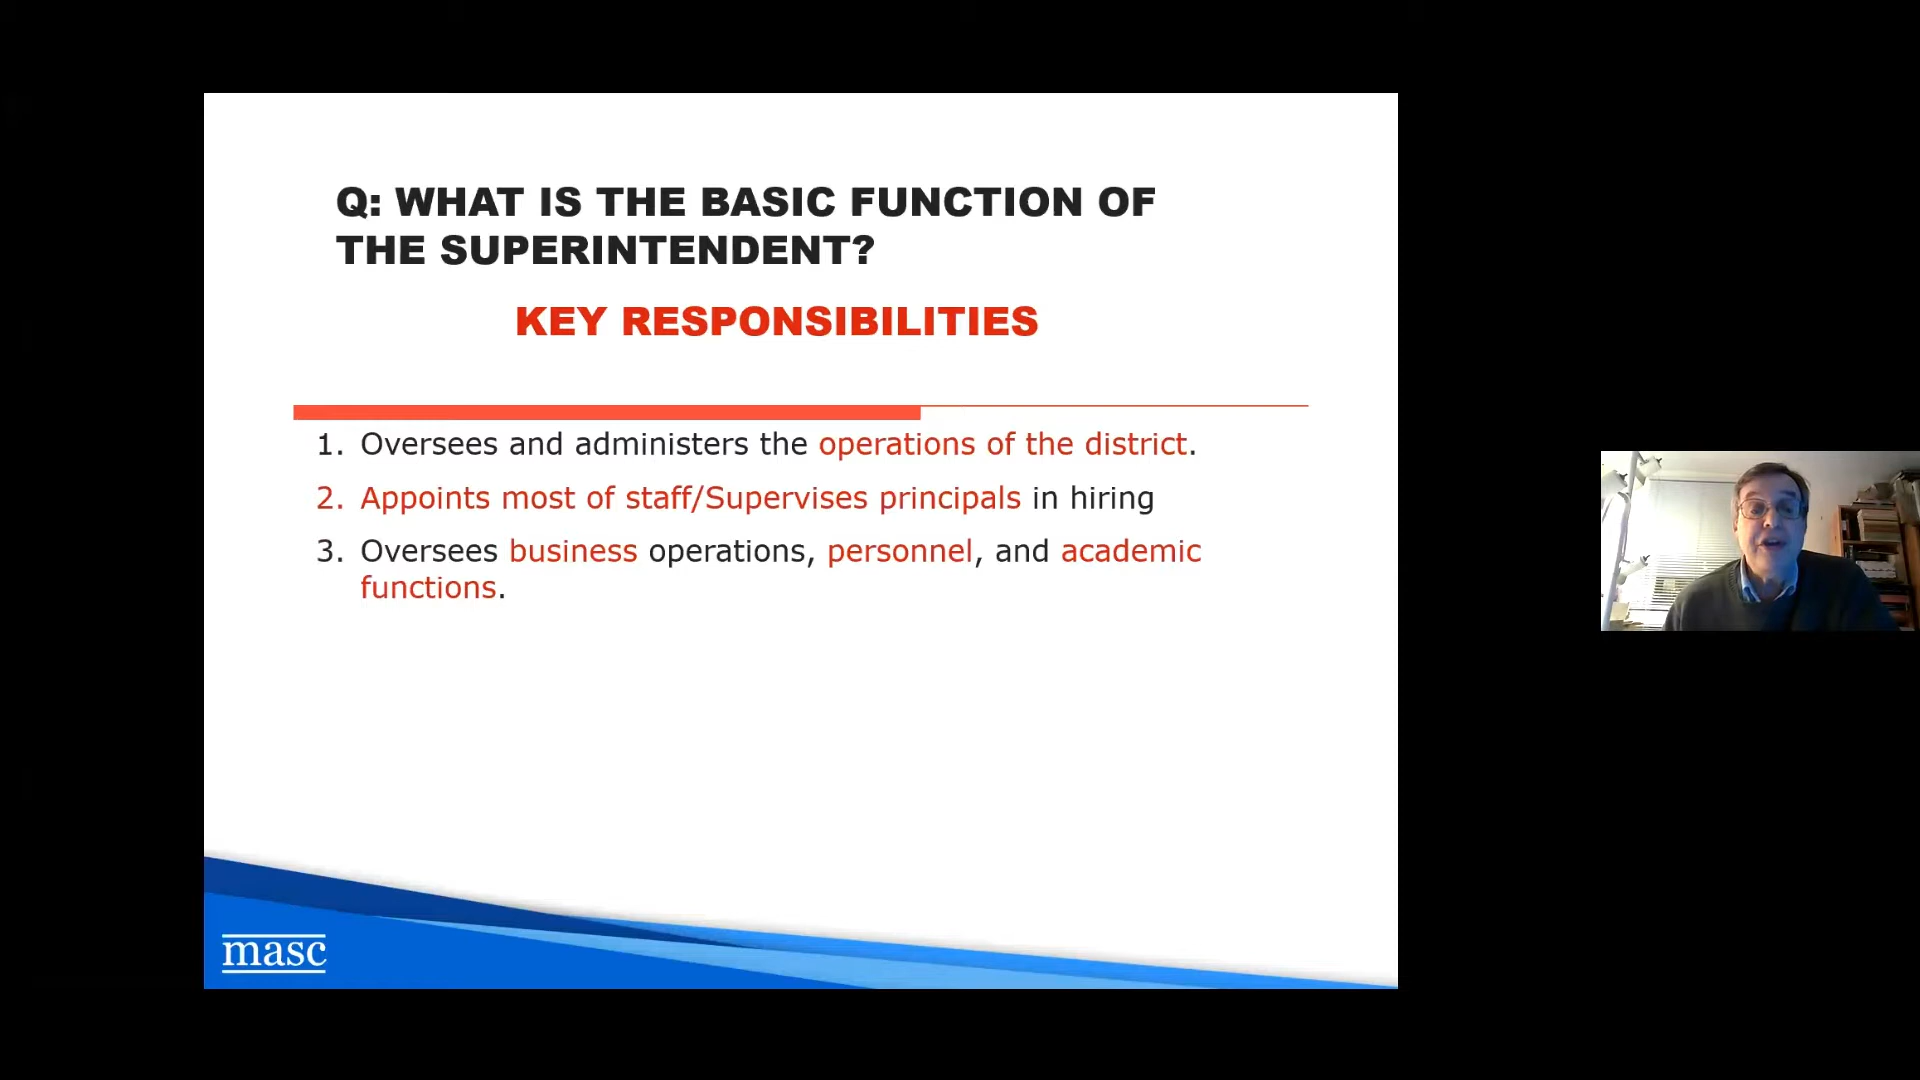 Q: WHAT IS THE BASIC FUNCTION OF
THE SUPERINTENDENT?
KEY RESPONSIBILITIES
1. Oversees and administers the operations of the district.
2. Appoints most of staff/Supervises principals in hiring
3. Oversees business operations, personnel, and academic
functions.
masc